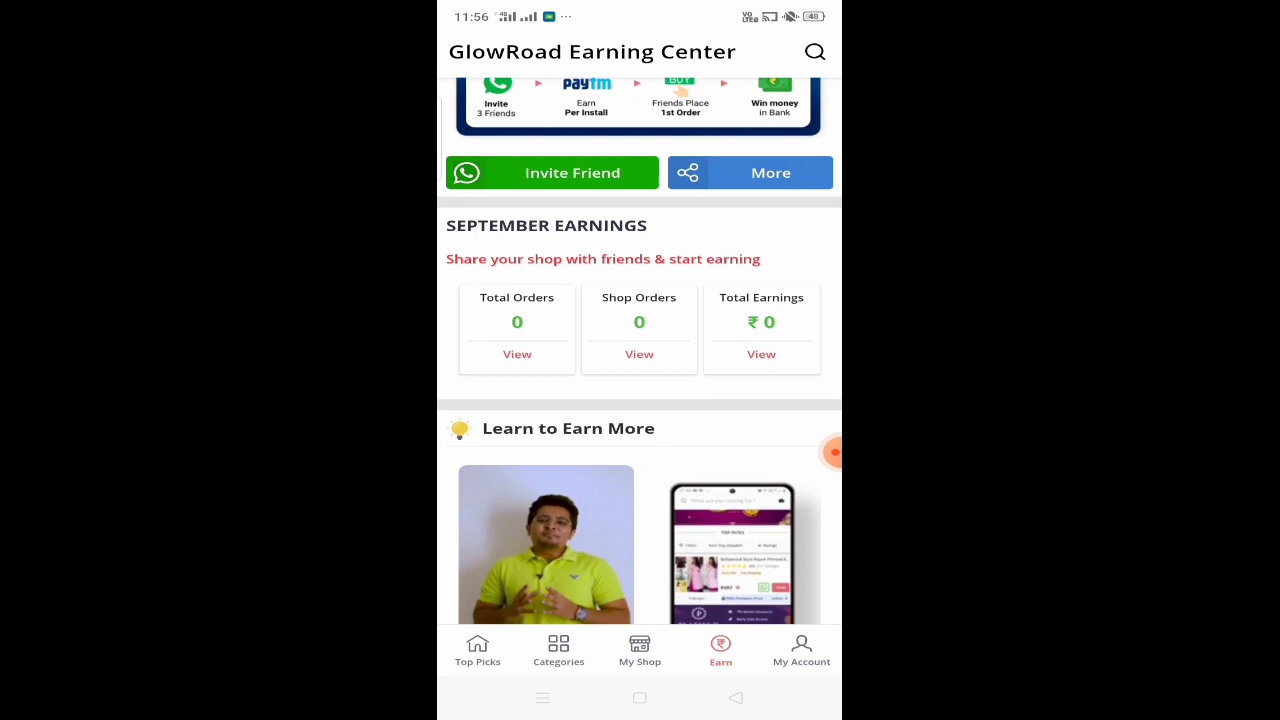 11:56
48
GlowRoad Earning Center
Invite
3 Friends
paytm
Earn
Per Install
BUY
Friends Place
1st Order
Win money
in Bank
Invite Friend
More
SEPTEMBER EARNINGS
Share your shop with friends & start earning
Total Orders
0
View
Shop Orders
0
View
Total Earnings
₹ 0
View
Learn to Earn More
TOP PICKS
Top Picks
Categories
My Shop
Earn
My Account